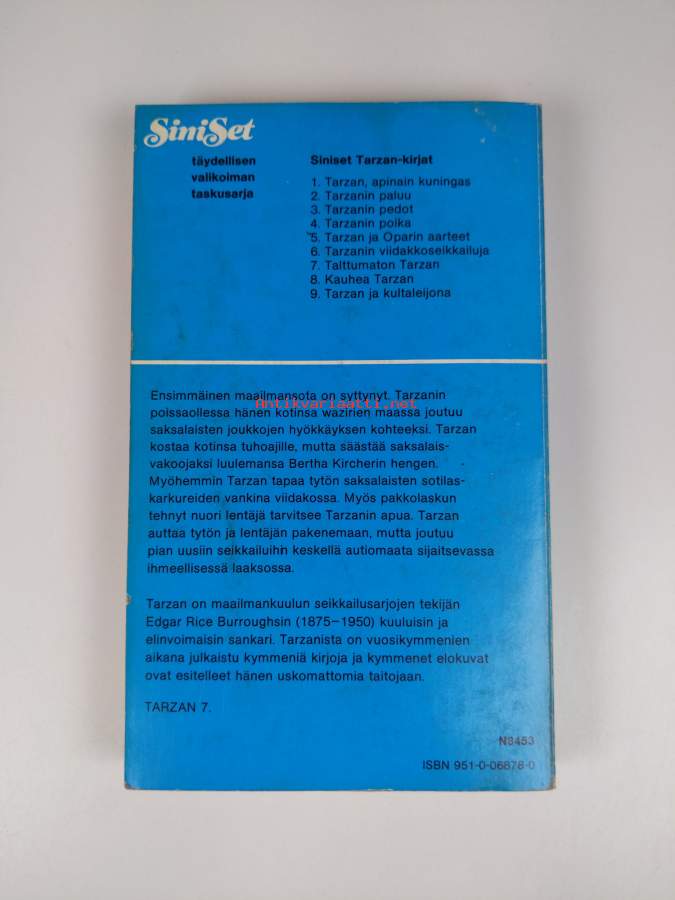 SiniSet
täydellisen
valikoiman
taskusarja
Siniset Tarzan-kirjat
1. Tarzan, apinain kuningas
2. Tarzanin paluu
3. Tarzanin pedot
4. Tarzanin poika
5. Tarzan ja Oparin aarteet
6. Tarzanin viidakkoseikkailuja
7. Talttumaton Tarzan
8. Kauhea Tarzan
9. Tarzan ja kultaleijona
Ensimmäinen maailmansota on syttynyt. Tarzanin
Antikvariaatti.net
poissaollessa hänen kotinsa wazirien maassa joutuu
saksalaisten joukkojen hyökkäyksen kohteeksi. Tarzan
kostaa kotinsa tuhoajille, mutta säästää saksalais-
vakoojaksi luulemansa Bertha Kircherin hengen.
Myöhemmin Tarzan tapaa tytön saksalaisten sotilas-
karkureiden vankina viidakossa. Myös pakkolaskun
tehnyt nuori lentäjä tarvitsee Tarzanin apua. Tarzan
auttaa tytön ja lentäjän pakenemaan, mutta joutuu
pian uusiin seikkailuihin keskellä autiomaata sijaitsevassa
ihmeellisessä laaksossa.
Tarzan on maailmankuulun seikkailusarjojen tekijän
Edgar Rice Burroughsin (1875–1950) kuuluisin ja
elinvoimaisin sankari. Tarzanista on vuosikymmenien
aikana julkaistu kymmeniä kirjoja ja kymmenet elokuvat
ovat esitelleet hänen uskomattomia taitojaan.
TARZAN 7.
N8453
ISBN 951-0-06878-0